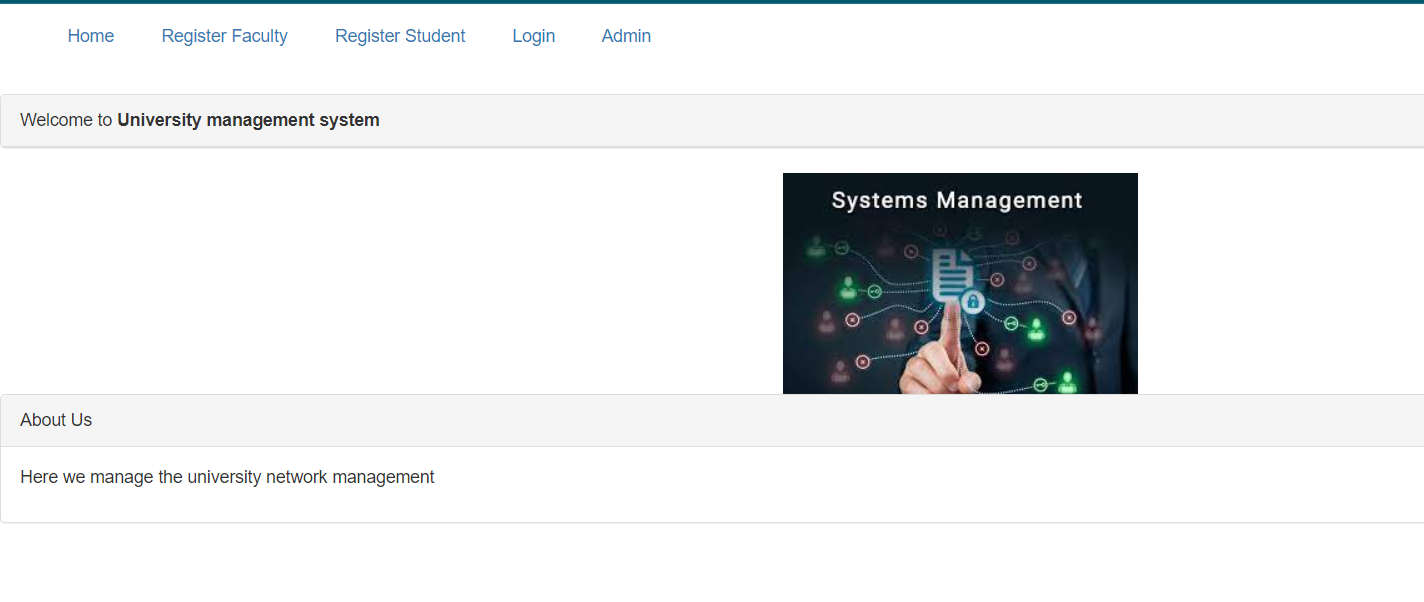 Home Register Faculty Register Student Login Admin
Welcome to University management system
Systems Management
About Us
Here we manage the university network management